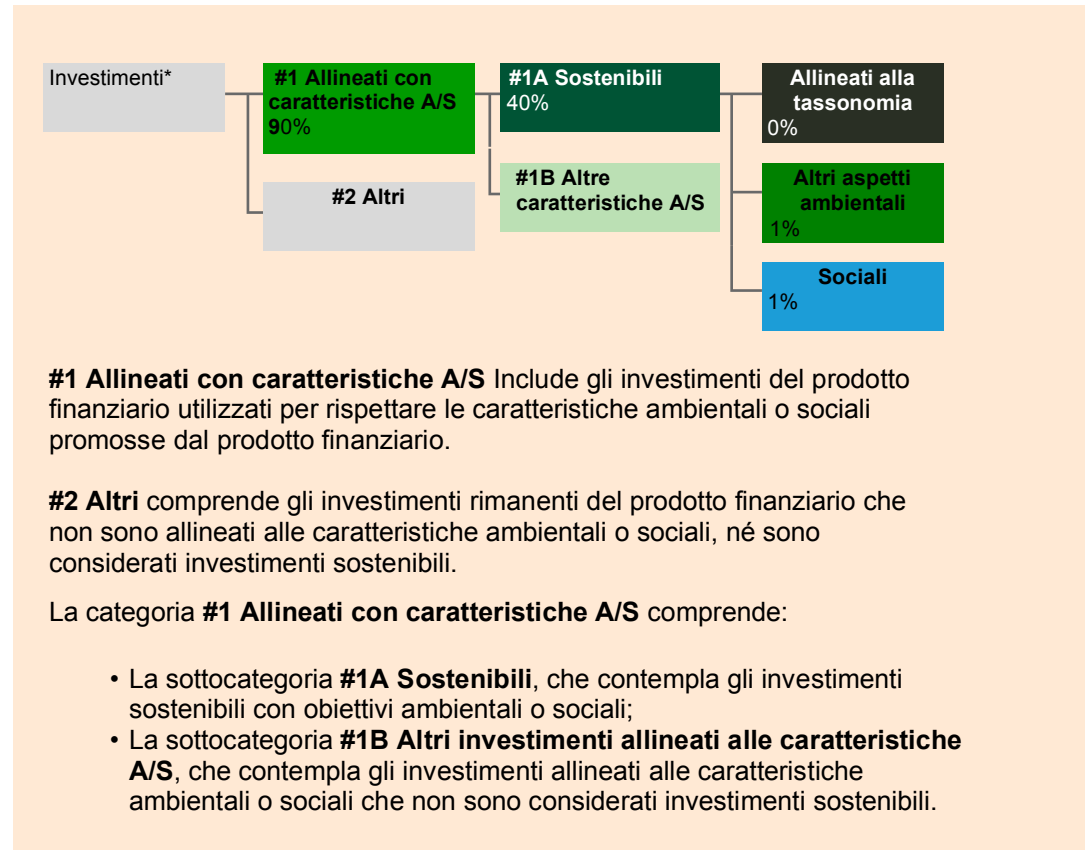 Investimenti*
#1 Allineati con
caratteristiche A/S
90%
#2 Altri
#1A Sostenibili
40%
#1B Altre
caratteristiche A/S
Allineati alla
tassonomia
0%
Altri aspetti
ambientali
1%
Sociali
1%
#1 Allineati con caratteristiche A/S Include gli investimenti del prodotto
finanziario utilizzati per rispettare le caratteristiche ambientali o sociali
promosse dal prodotto finanziario.
#2 Altri comprende gli investimenti rimanenti del prodotto finanziario che
non sono allineati alle caratteristiche ambientali o sociali, né sono
considerati investimenti sostenibili.
La categoria #1 Allineati con caratteristiche A/S comprende:
• La sottocategoria #1A Sostenibili, che contempla gli investimenti
sostenibili con obiettivi ambientali o sociali;
• La sottocategoria #1B Altri investimenti allineati alle caratteristiche
A/S, che contempla gli investimenti allineati alle caratteristiche
ambientali o sociali che non sono considerati investimenti sostenibili.